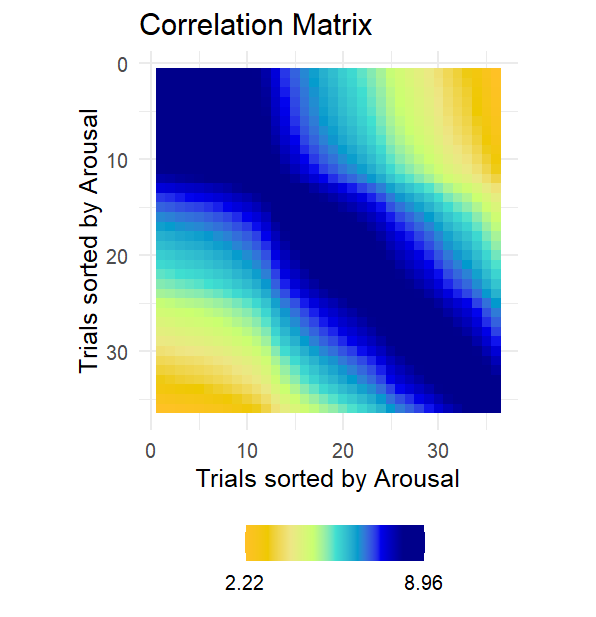 Correlation Matrix
Trials sorted by Arousal
0
10
20
30
0 10 20 30
Trials sorted by Arousal
2.22 8.96